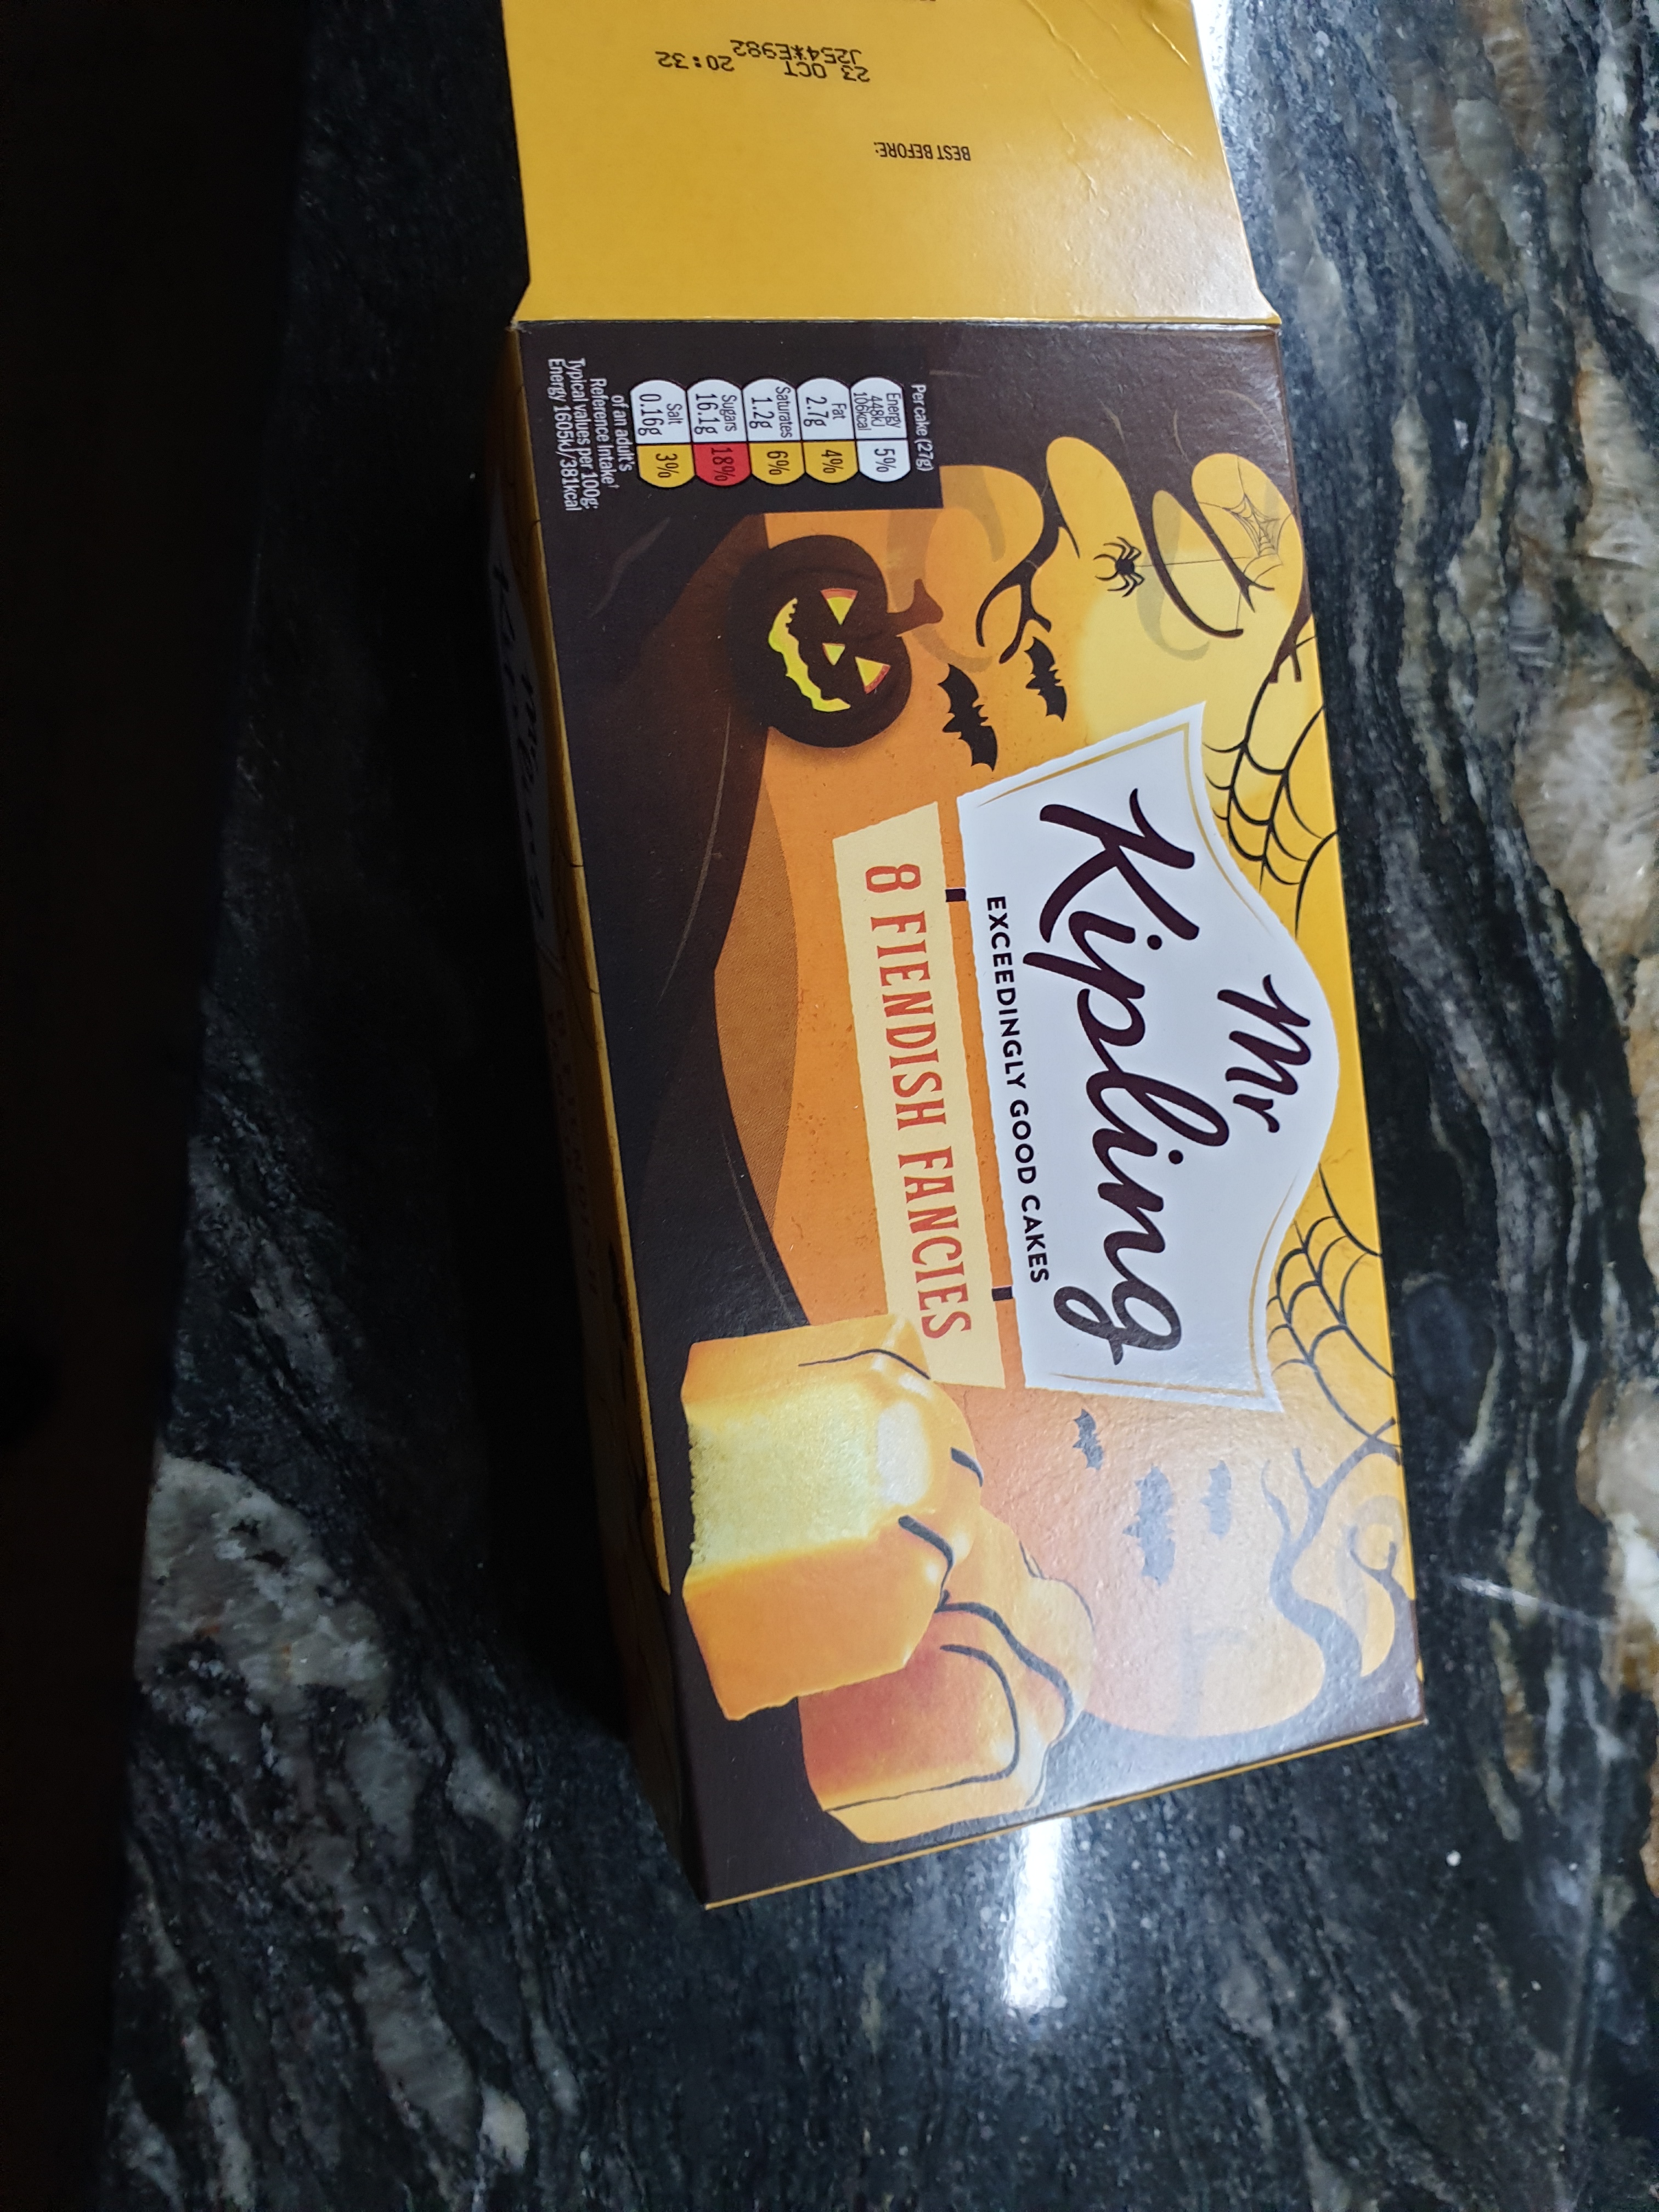 Mr
Kipling
EXCEEDINGLY GOOD CAKES
8 FIENDISH FANCIES
Per cake (27g)
Energy
448kJ
106kcal
5%
Fat
2.7g
4%
Saturates
1.2g
6%
Sugars
16.1g
18%
Salt
0.16g
3%
of an adult's
Reference Intake†
Typical values per 100g:
Energy 1605kJ/381kcal
BEST BEFORE:
23 OCT 20:32
J254*E982